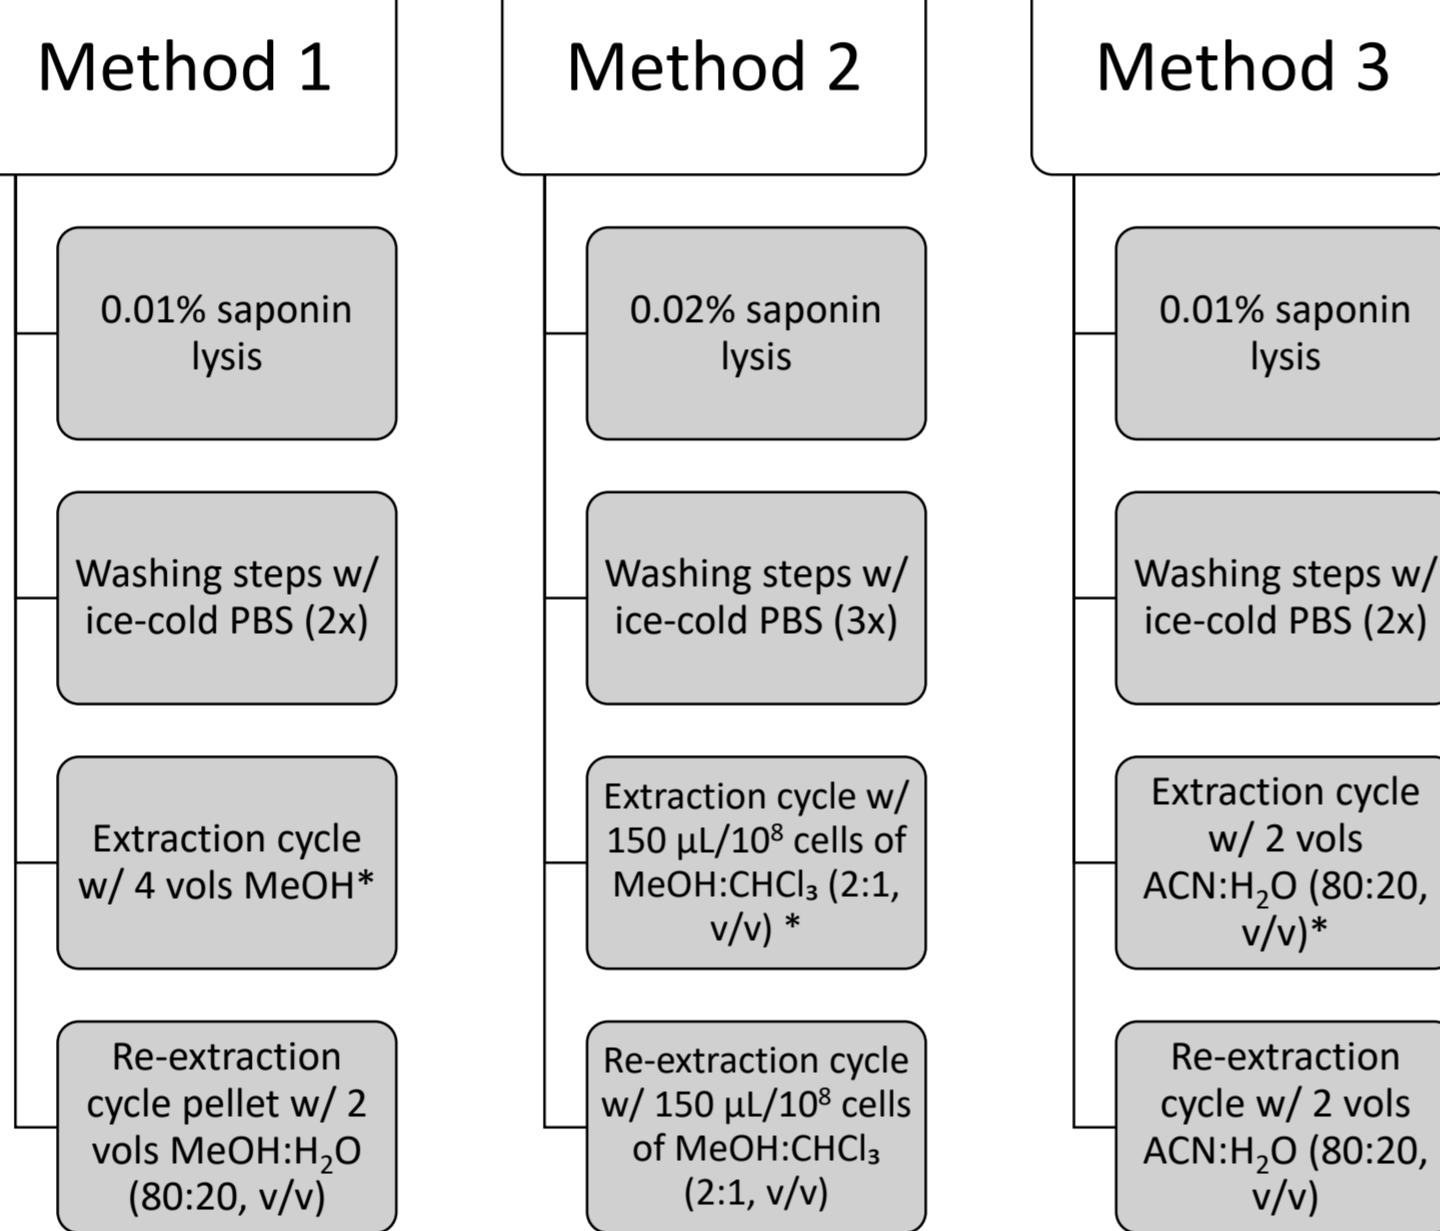 Method 1
0.01% saponin
lysis
Washing steps w/
ice-cold PBS (2x)
Extraction cycle
w/ 4 vols MeOH*
Re-extraction
cycle pellet w/ 2
vols MeOH:H₂O
(80:20, v/v)
Method 2
0.02% saponin
lysis
Washing steps w/
ice-cold PBS (3x)
Extraction cycle w/
150 µL/10⁸ cells of
MeOH:CHCl₃ (2:1,
v/v) *
Re-extraction cycle
w/ 150 µL/10⁸ cells
of MeOH:CHCl₃
(2:1, v/v)
Method 3
0.01% saponin
lysis
Washing steps w/
ice-cold PBS (2x)
Extraction cycle
w/ 2 vols
ACN:H₂O (80:20,
v/v)*
Re-extraction
cycle w/ 2 vols
ACN:H₂O (80:20,
v/v)